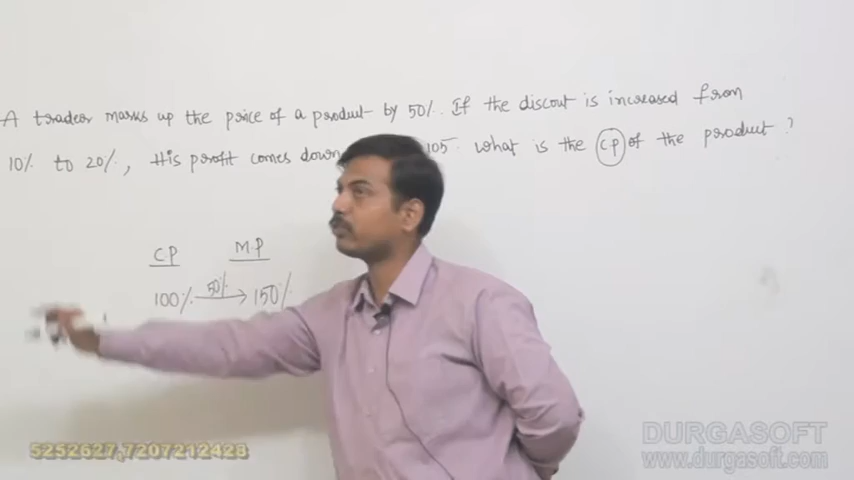 A trader marks up the price of a product by 50%. If the discout is increased from
10% to 20%, His profit comes down 105 what is the CP of the product ?
C.P M.P
100% 50% 150%
DURGASOFT
www.durgasoft.com
5252627,7207212428